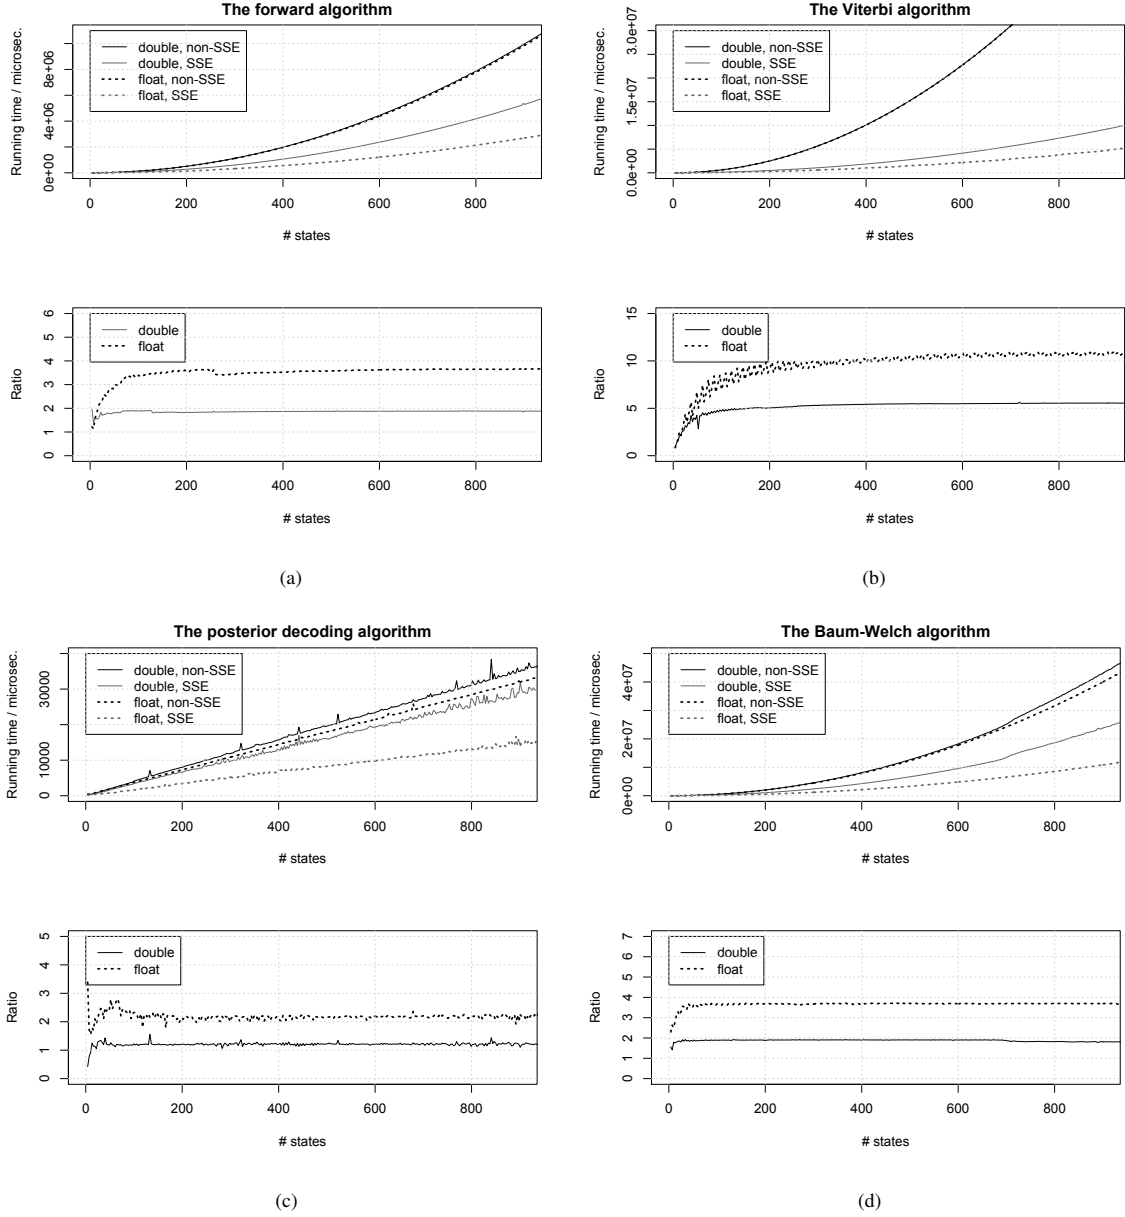 The forward algorithm
Running time / microsec.
8e+06
4e+06
0e+00
double, non-SSE
double, SSE
float, non-SSE
float, SSE
0 200 400 600 800
# states
Ratio
6
5
4
3
2
1
0
double
float
0 200 400 600 800
# states
(a)
The Viterbi algorithm
Running time / microsec.
3.0e+07
1.5e+07
0.0e+00
double, non-SSE
double, SSE
float, non-SSE
float, SSE
0 200 400 600 800
# states
Ratio
15
10
5
0
double
float
0 200 400 600 800
# states
(b)
The posterior decoding algorithm
Running time / microsec.
30000
10000
0
double, non-SSE
double, SSE
float, non-SSE
float, SSE
0 200 400 600 800
# states
Ratio
5
4
3
2
1
0
double
float
0 200 400 600 800
# states
(c)
The Baum-Welch algorithm
Running time / microsec.
4e+07
2e+07
0e+00
double, non-SSE
double, SSE
float, non-SSE
float, SSE
0 200 400 600 800
# states
Ratio
7
6
5
4
3
2
1
0
double
float
0 200 400 600 800
# states
(d)